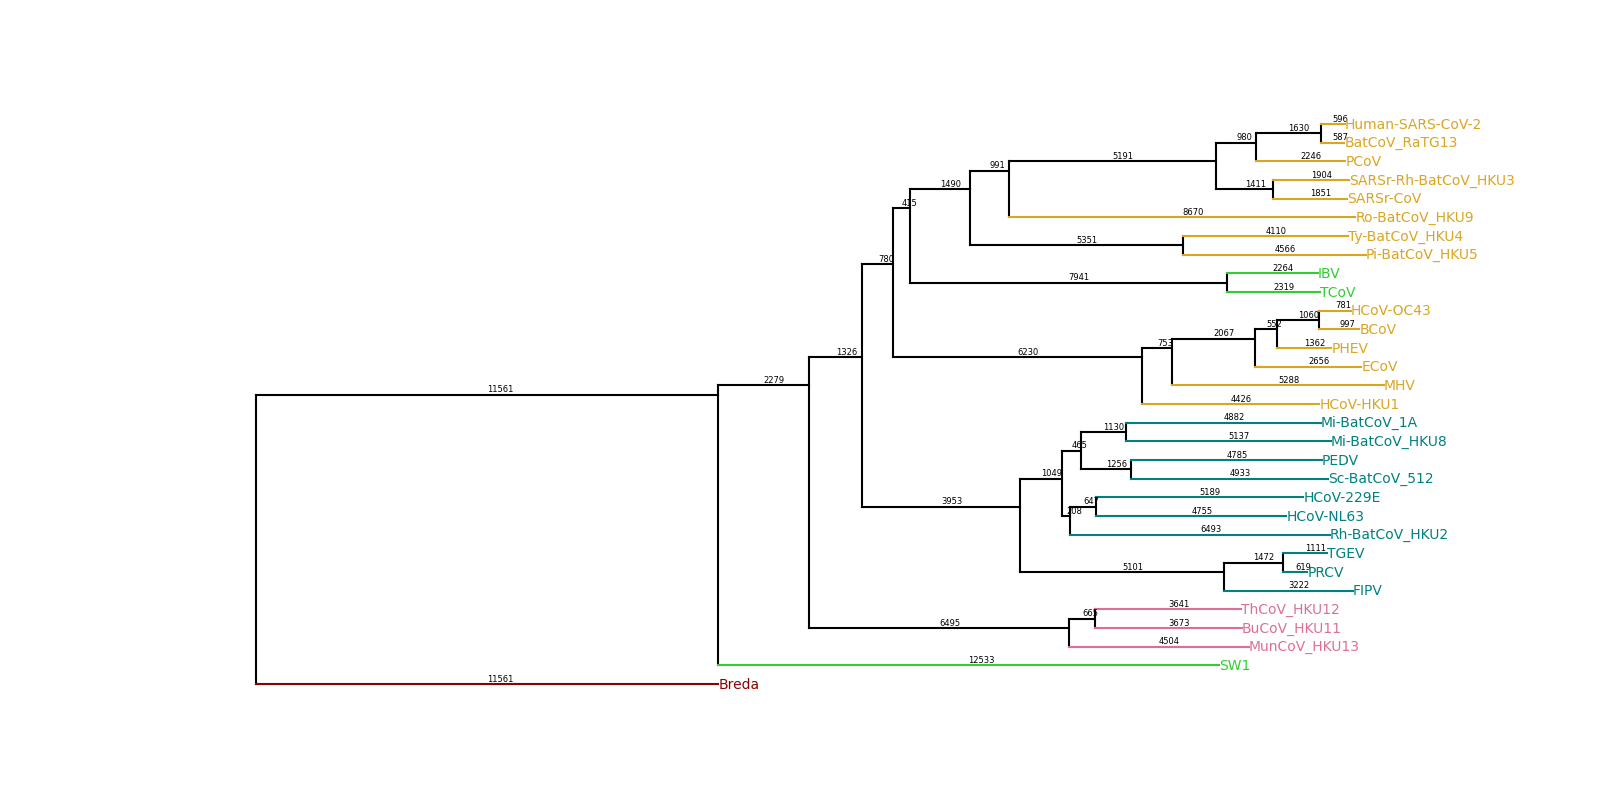 596
Human-SARS-CoV-2
1630
980
587
BatCoV_RaTG13
5191
2246
PCoV
991
1904
SARSr-Rh-BatCoV_HKU3
1490
1411
1851
SARSr-CoV
415
8670
Ro-BatCoV_HKU9
4110
Ty-BatCoV_HKU4
5351
4566
Pi-BatCoV_HKU5
780
2264
IBV
7941
2319
TCoV
781
HCoV-OC43
1060
552
997
BCoV
2067
753
1362
PHEV
1326
6230
2656
ECoV
2279
5288
MHV
11561
4426
HCoV-HKU1
4882
Mi-BatCoV_1A
1130
5137
Mi-BatCoV_HKU8
465
4785
PEDV
1256
1049
4933
Sc-BatCoV_512
3953
5189
HCoV-229E
647
208
4755
HCoV-NL63
6493
Rh-BatCoV_HKU2
1111
TGEV
1472
5101
619
PRCV
3222
FIPV
3641
ThCoV_HKU12
665
6495
3673
BuCoV_HKU11
4504
MunCoV_HKU13
12533
SW1
11561
Breda